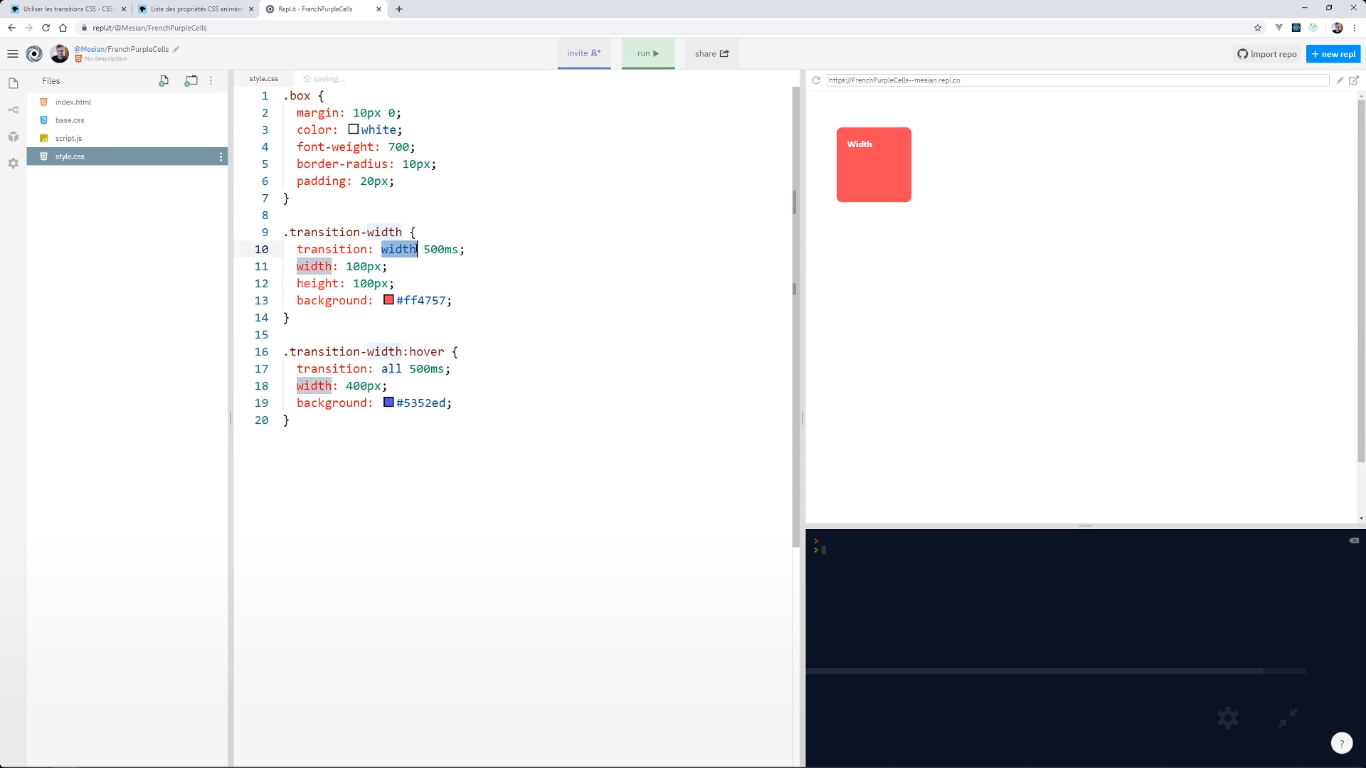 Utiliser les transitions CSS - CSS
Liste des propriétés CSS animées
Repl.it - FrenchPurpleCells
repl.it/@Mesian/FrenchPurpleCells
@Mesian/FrenchPurpleCells
No description
invite
run
share
Import repo
+ new repl
Files
index.html
base.css
script.js
style.css
style.css
saving...
1 .box {
2 margin: 10px 0;
3 color: white;
4 font-weight: 700;
5 border-radius: 10px;
6 padding: 20px;
7 }
8
9 .transition-width {
10 transition: width 500ms;
11 width: 100px;
12 height: 100px;
13 background: #ff4757;
14 }
15
16 .transition-width:hover {
17 transition: all 500ms;
18 width: 400px;
19 background: #5352ed;
20 }
https://FrenchPurpleCells--mesian.repl.co
Width
>
>
?